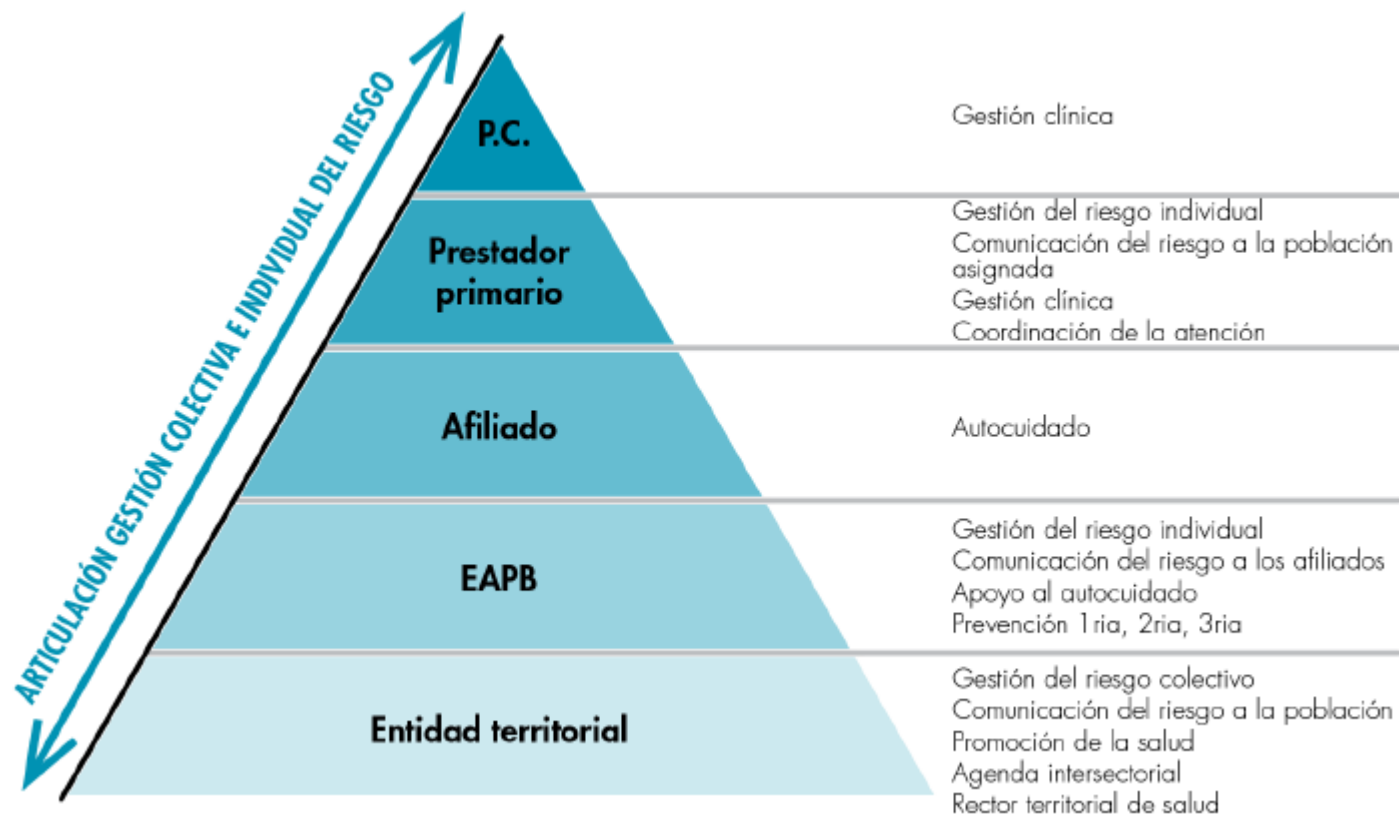 ARTICULACIÓN GESTIÓN COLECTIVA E INDIVIDUAL DEL RIESGO
P.C.
Gestión clínica
Prestador
primario
Gestión del riesgo individual
Comunicación del riesgo a la población
asignada
Gestión clínica
Coordinación de la atención
Afiliado
Autocuidado
EAPB
Gestión del riesgo individual
Comunicación del riesgo a los afiliados
Apoyo al autocuidado
Prevención 1ria, 2ria, 3ria
Entidad territorial
Gestión del riesgo colectivo
Comunicación del riesgo a la población
Promoción de la salud
Agenda intersectorial
Rector territorial de salud